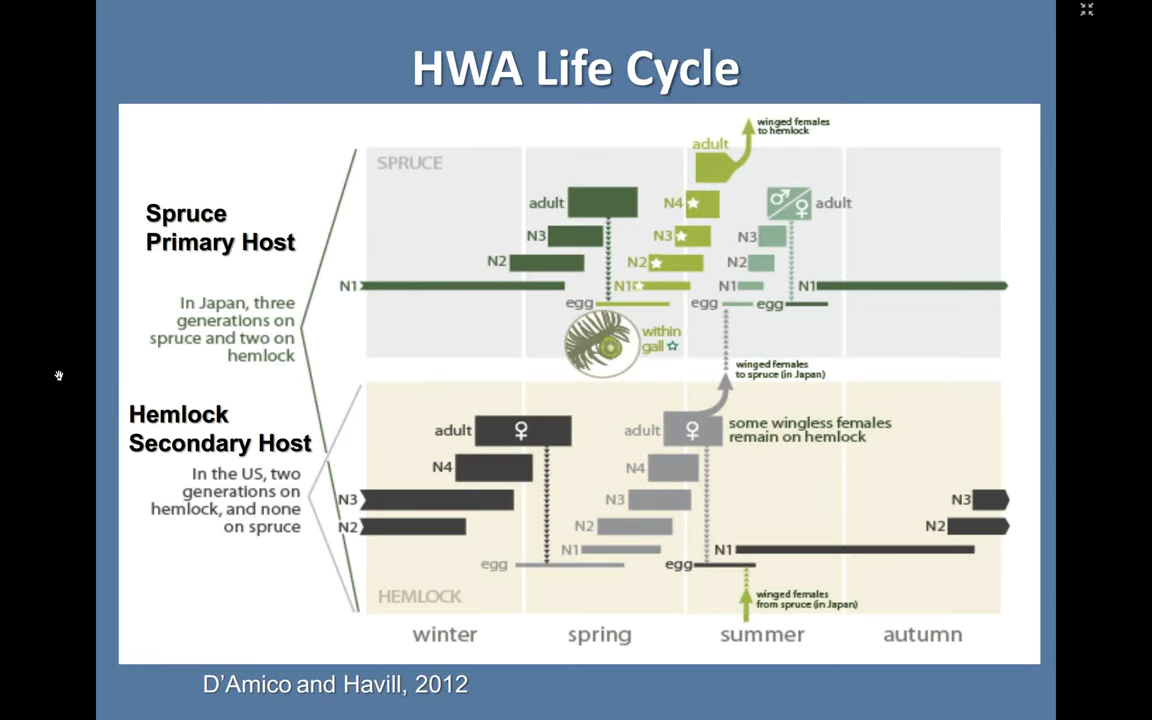 HWA Life Cycle
winged females
to hemlock
adult
SPRUCE
Spruce
Primary Host
adult
N4
adult
N3
N3
N3
N2
N2
N2
N1
N1
N1
N1
egg
egg
egg
In Japan, three
generations on
spruce and two on
hemlock
within
gall
winged females
to spruce (in Japan)
Hemlock
Secondary Host
adult
adult
some wingless females
remain on hemlock
In the US, two
generations on
hemlock, and none
on spruce
N4
N4
N3
N3
N3
N2
N2
N2
N1
N1
egg
egg
HEMLOCK
winged females
from spruce (in Japan)
winter
spring
summer
autumn
D'Amico and Havill, 2012